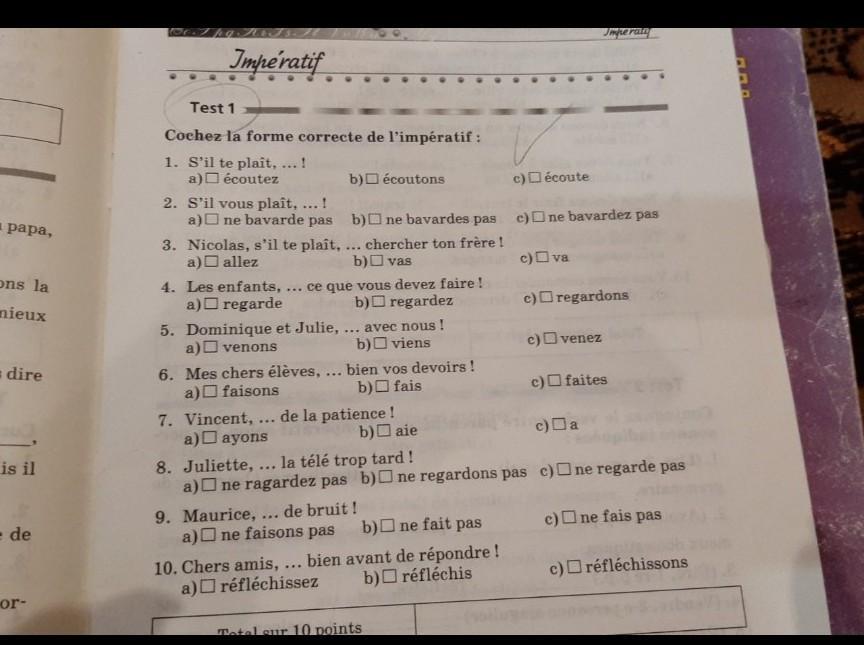 Impératif
Impératif
Test 1
Cochez la forme correcte de l'impératif :
1. S'il te plaît, ... !
a) écoutez b) écoutons c) écoute
2. S'il vous plaît, ... !
a) ne bavarde pas b) ne bavardes pas c) ne bavardez pas
3. Nicolas, s'il te plaît, ... chercher ton frère !
a) allez b) vas c) va
4. Les enfants, ... ce que vous devez faire !
a) regarde b) regardez c) regardons
5. Dominique et Julie, ... avec nous !
a) venons b) viens c) venez
6. Mes chers élèves, ... bien vos devoirs !
a) faisons b) fais c) faites
7. Vincent, ... de la patience !
a) ayons b) aie c) a
8. Juliette, ... la télé trop tard !
a) ne ragardez pas b) ne regardons pas c) ne regarde pas
9. Maurice, ... de bruit !
a) ne faisons pas b) ne fait pas c) ne fais pas
10. Chers amis, ... bien avant de répondre !
a) réfléchissez b) réfléchis c) réfléchissons
Total sur 10 points
papa,
ons la
mieux
dire
is il
de
or-